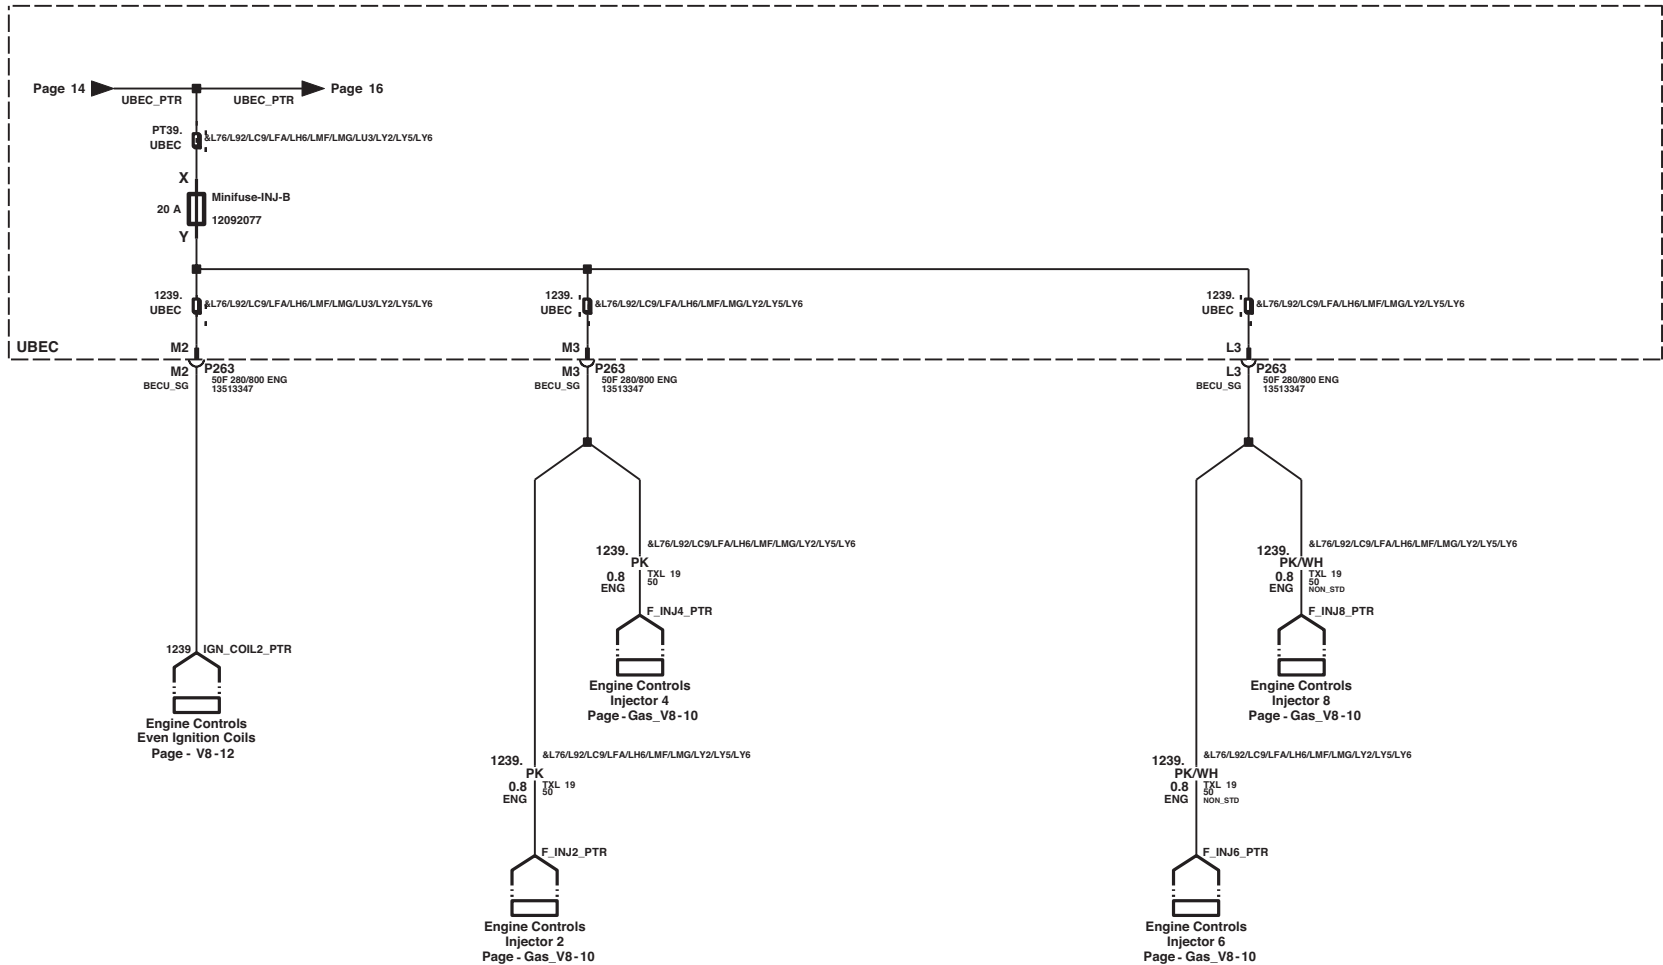 Page 14
UBEC_PTR
UBEC_PTR
Page 16
PT39.
UBEC
&L76/L92/LC9/LFA/LH6/LMF/LMG/LU3/LY2/LY5/LY6
X
20 A
Minifuse-INJ-B
12092077
Y
1239.
UBEC
&L76/L92/LC9/LFA/LH6/LMF/LMG/LU3/LY2/LY5/LY6
1239.
UBEC
&L76/L92/LC9/LFA/LH6/LMF/LMG/LY2/LY5/LY6
1239.
UBEC
&L76/L92/LC9/LFA/LH6/LMF/LMG/LY2/LY5/LY6
UBEC
M2
M3
L3
M2
P263
BECU_SG
50F 280/800 ENG
13513347
M3
P263
BECU_SG
50F 280/800 ENG
13513347
L3
P263
BECU_SG
50F 280/800 ENG
13513347
1239.
&L76/L92/LC9/LFA/LH6/LMF/LMG/LY2/LY5/LY6
PK
0.8
TXL 19
50
ENG
F_INJ4_PTR
Engine Controls
Injector 4
Page - Gas_V8-10
1239.
&L76/L92/LC9/LFA/LH6/LMF/LMG/LY2/LY5/LY6
PK/WH
0.8
TXL 19
50
ENG
NON_STD
F_INJ8_PTR
Engine Controls
Injector 8
Page - Gas_V8-10
1239
IGN_COIL2_PTR
Engine Controls
Even Ignition Coils
Page - V8-12
1239.
&L76/L92/LC9/LFA/LH6/LMF/LMG/LY2/LY5/LY6
PK
0.8
TXL 19
50
ENG
F_INJ2_PTR
Engine Controls
Injector 2
Page - Gas_V8-10
1239.
&L76/L92/LC9/LFA/LH6/LMF/LMG/LY2/LY5/LY6
PK/WH
0.8
TXL 19
50
ENG
NON_STD
F_INJ6_PTR
Engine Controls
Injector 6
Page - Gas_V8-10